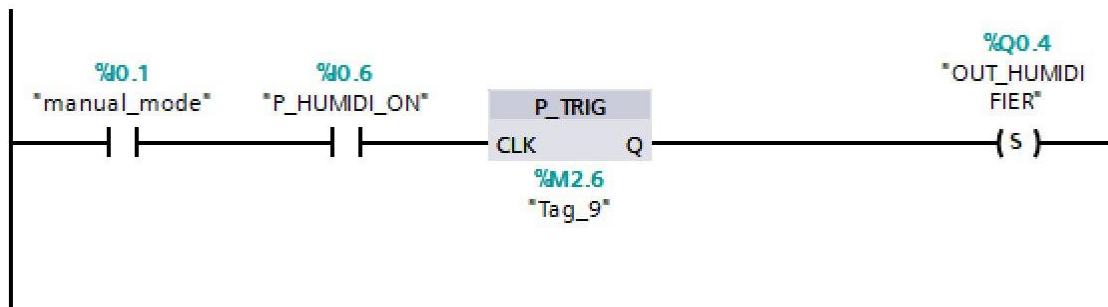 %I0.1
"manual_mode"
%I0.6
"P_HUMIDI_ON"
P_TRIG
CLK
Q
%M2.6
"Tag_9"
%Q0.4
"OUT_HUMIDI
FIER"
S